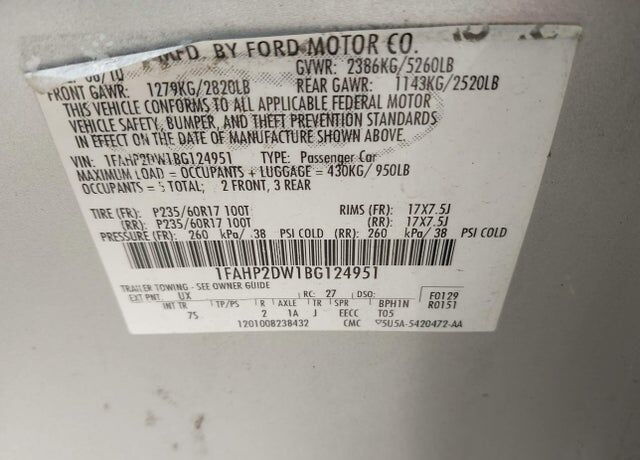 MFD. BY FORD MOTOR CO.
08/10 GVWR: 2386KG/5260LB
FRONT GAWR: 1279KG/2820LB REAR GAWR: 1143KG/2520LB
THIS VEHICLE CONFORMS TO ALL APPLICABLE FEDERAL MOTOR
VEHICLE SAFETY, BUMPER, AND THEFT PREVENTION STANDARDS
IN EFFECT ON THE DATE OF MANUFACTURE SHOWN ABOVE.
VIN: 1FAHP2DW1BG124951 TYPE: Passenger Car
MAXIMUM LOAD = OCCUPANTS + LUGGAGE = 430KG/ 950LB
OCCUPANTS = 5 TOTAL; 2 FRONT, 3 REAR
TIRE (FR): P235/60R17 100T RIMS (FR): 17X7.5J
(RR): P235/60R17 100T (RR): 17X7.5J
PRESSURE (FR): 260 kPa/ 38 PSI COLD (RR): 260 kPa/ 38 PSI COLD
1FAHP2DW1BG124951
TRAILER TOWING - SEE OWNER GUIDE
EXT PNT: UX RC: 27 DSO: F0129
INT TR TP/PS R AXLE TR SPR BPH1N R0151
75 2 1A J EECC T05
1201008238432 CMC 5U5A-5420472-AA